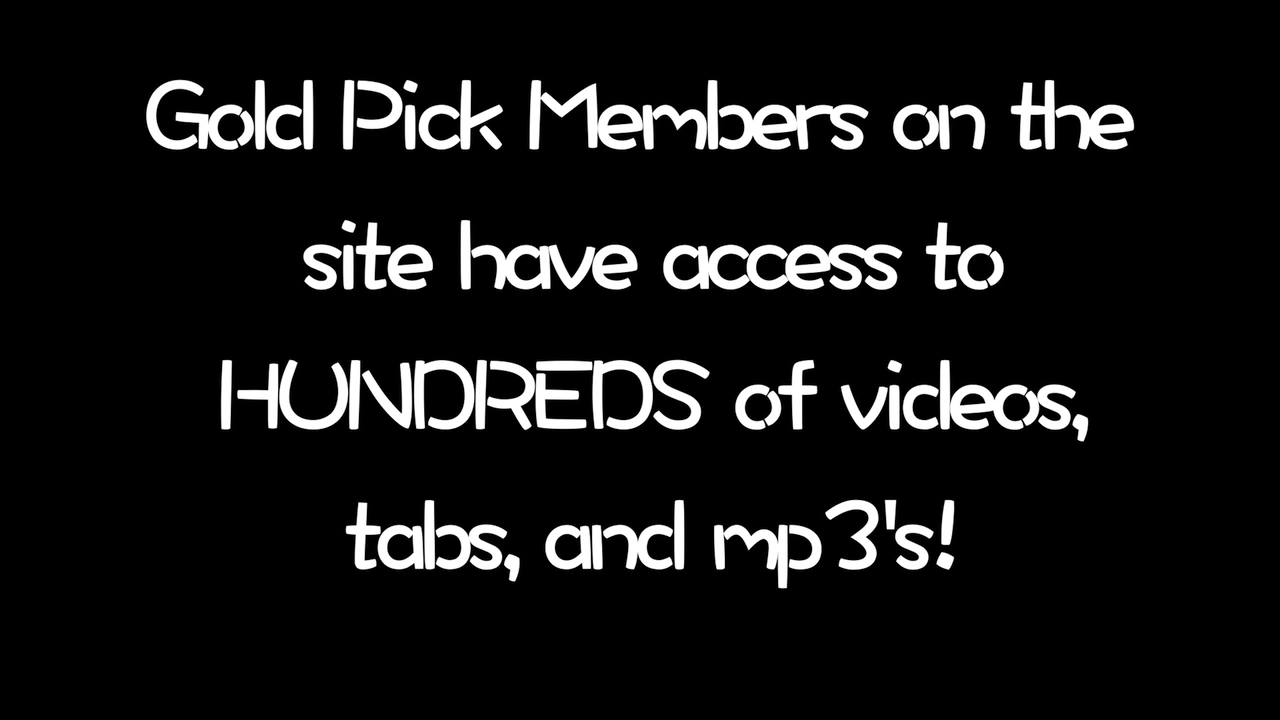 Gold Pick Members on the
site have access to
HUNDREDS of videos,
tabs, and mp3's!